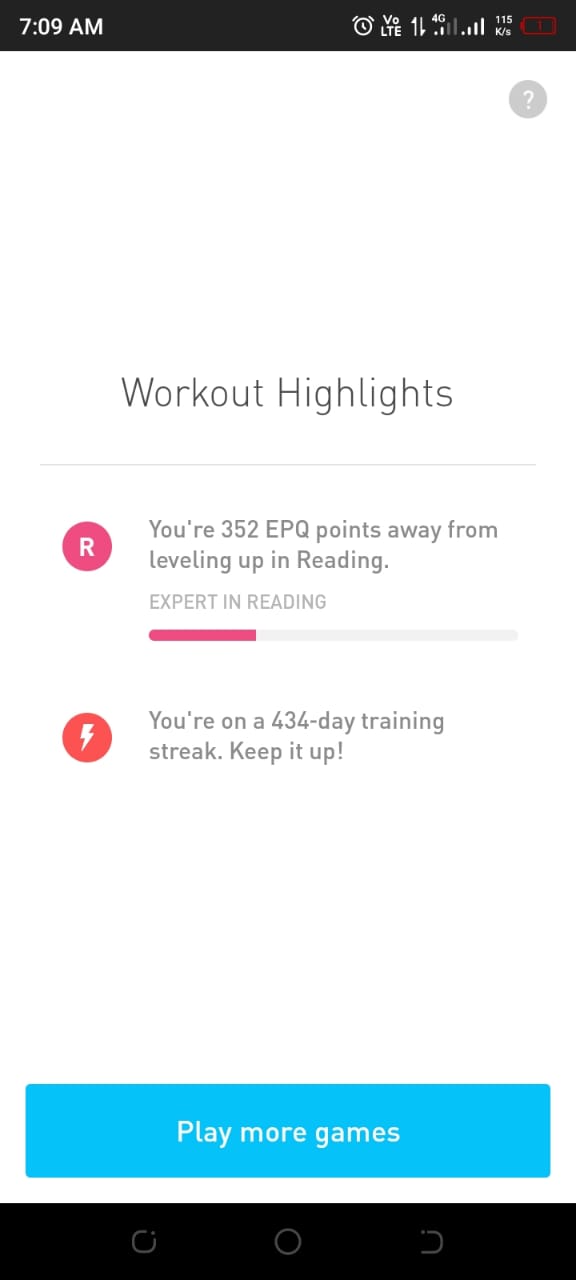 7:09 AM
Vo
LTE
4G
115
K/s
1
?
Workout Highlights
R
You're 352 EPQ points away from
leveling up in Reading.
EXPERT IN READING
You're on a 434-day training
streak. Keep it up!
Play more games